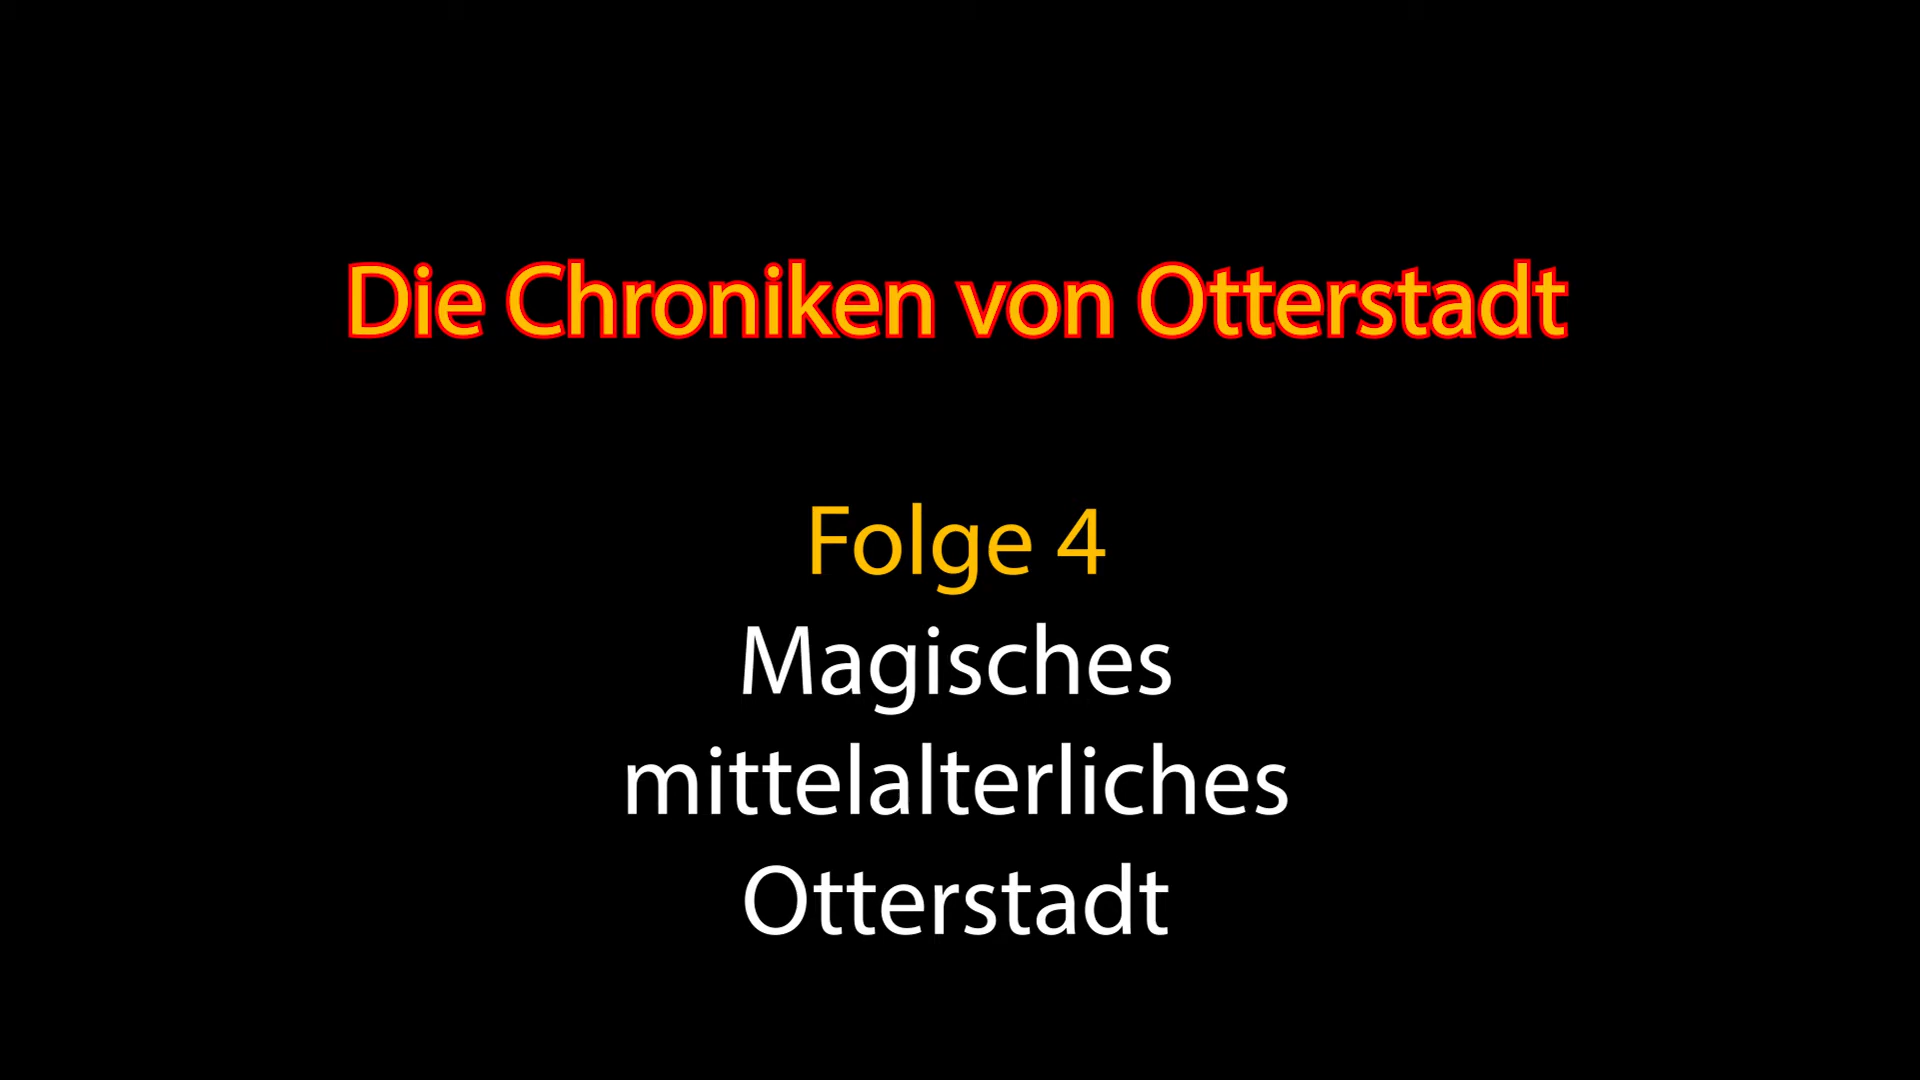 Die Chroniken von Otterstadt
Folge 4
Magisches
mittelalterliches
Otterstadt